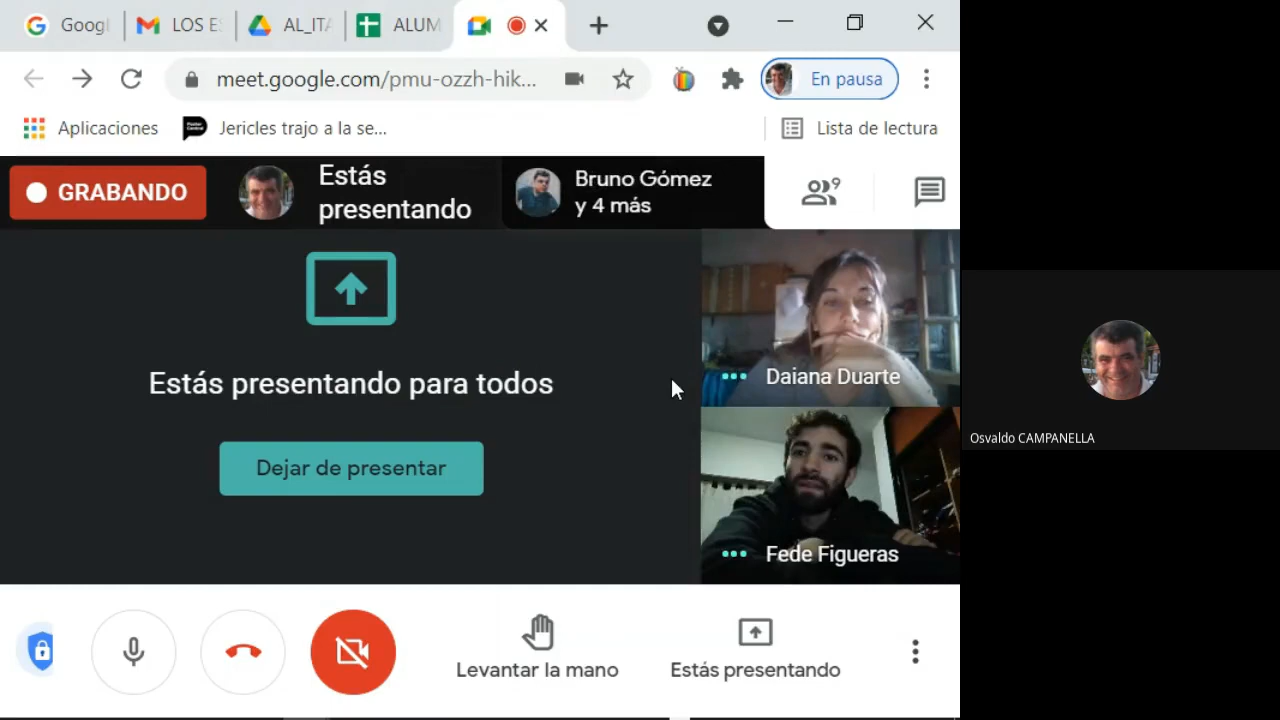 Googl
LOS E
AL_ITA
ALUM
meet.google.com/pmu-ozzh-hik...
En pausa
Aplicaciones
Jericles trajo a la se...
Lista de lectura
GRABANDO
Estás
presentando
Bruno Gómez
y 4 más
9
Estás presentando para todos
Dejar de presentar
Daiana Duarte
Fede Figueras
Osvaldo CAMPANELLA
Levantar la mano
Estás presentando